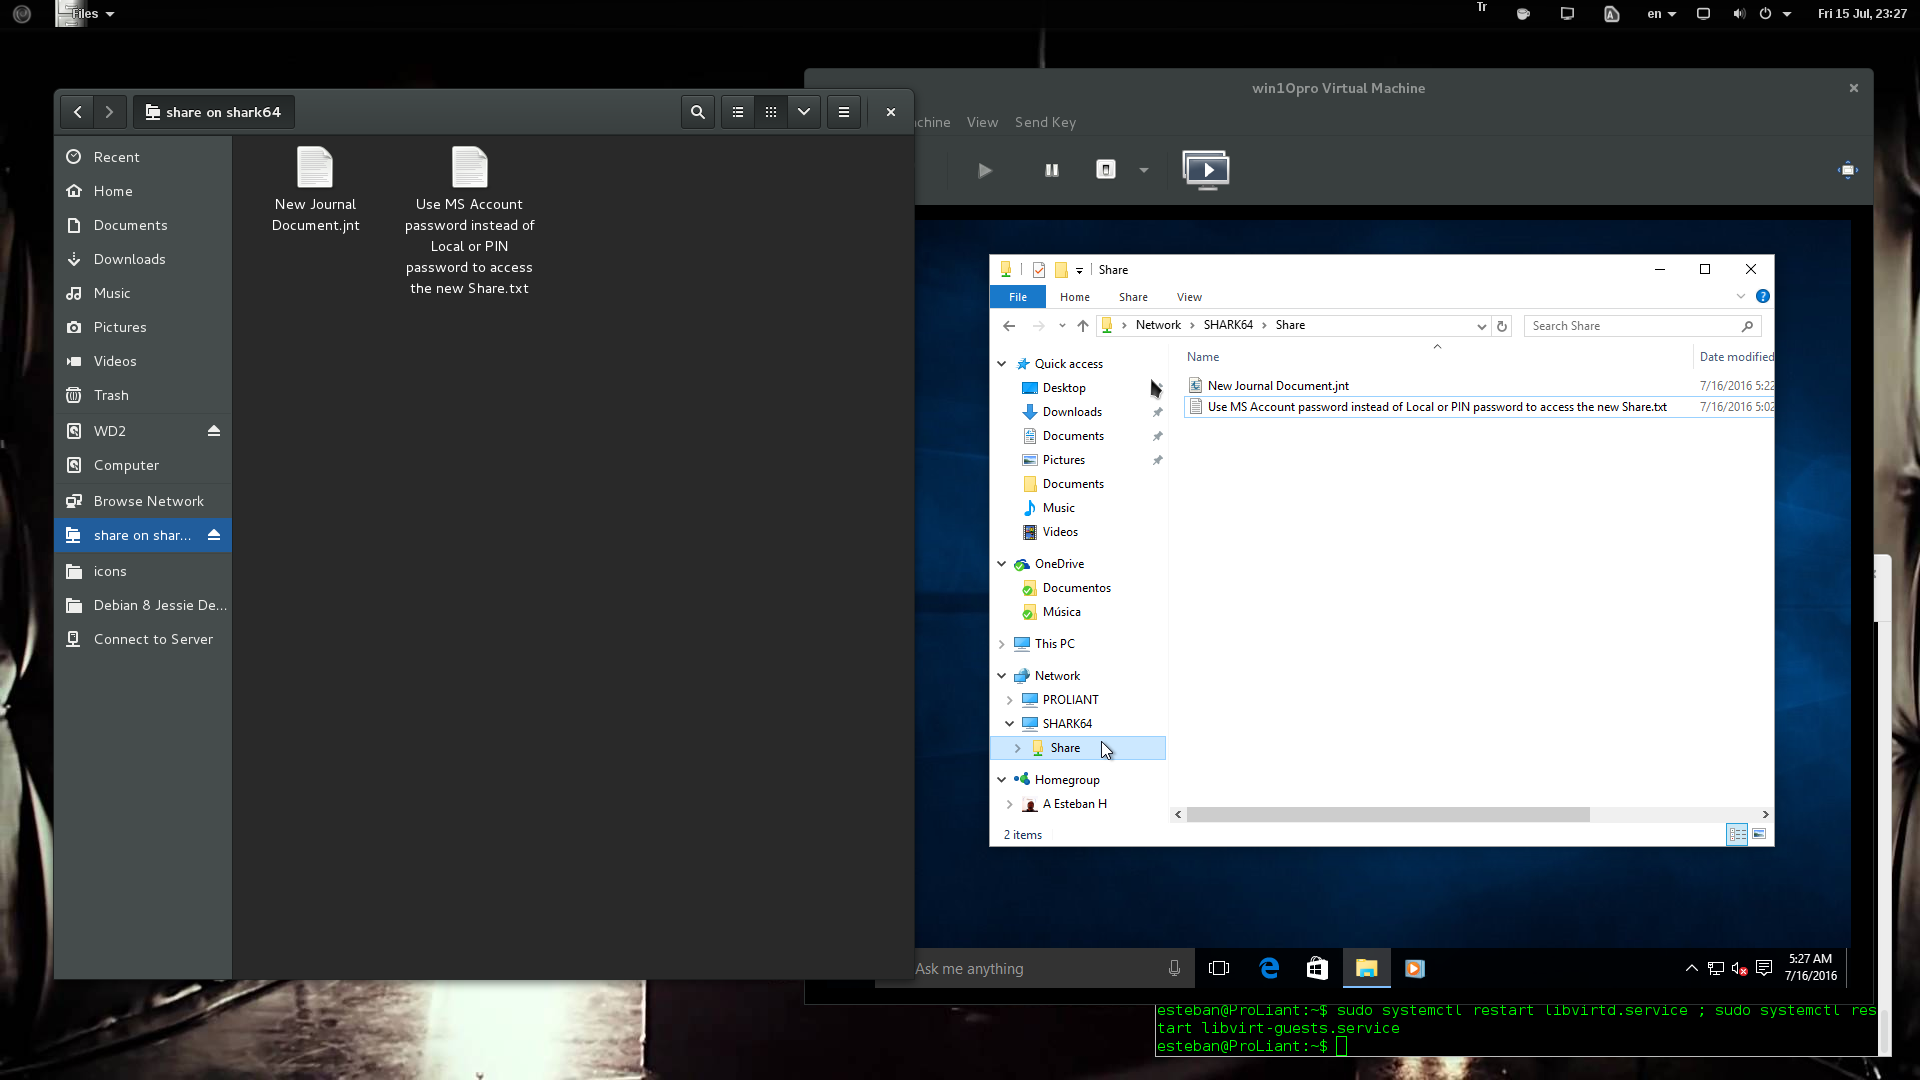 Files
Tr
en
Fri 15 Jul, 23:27
share on shark64
Recent
Home
Documents
Downloads
Music
Pictures
Videos
Trash
WD2
Computer
Browse Network
share on shar...
icons
Debian 8 Jessie De...
Connect to Server
New Journal
Document.jnt
Use MS Account
password instead of
Local or PIN
password to access
the new Share.txt
win10pro Virtual Machine
achine
View
Send Key
Share
File
Home
Share
View
Network
SHARK64
Share
Search Share
Quick access
Desktop
Downloads
Documents
Pictures
Documents
Music
Videos
OneDrive
Documentos
Música
This PC
Network
PROLIANT
SHARK64
Share
Homegroup
A Esteban H
Name
Date modified
New Journal Document.jnt
7/16/2016 5:22
Use MS Account password instead of Local or PIN password to access the new Share.txt
7/16/2016 5:02
2 items
Ask me anything
5:27 AM
7/16/2016
esteban@ProLiant:~$ sudo systemctl restart libvirtd.service ; sudo systemctl res
tart libvirt-guests.service
esteban@ProLiant:~$